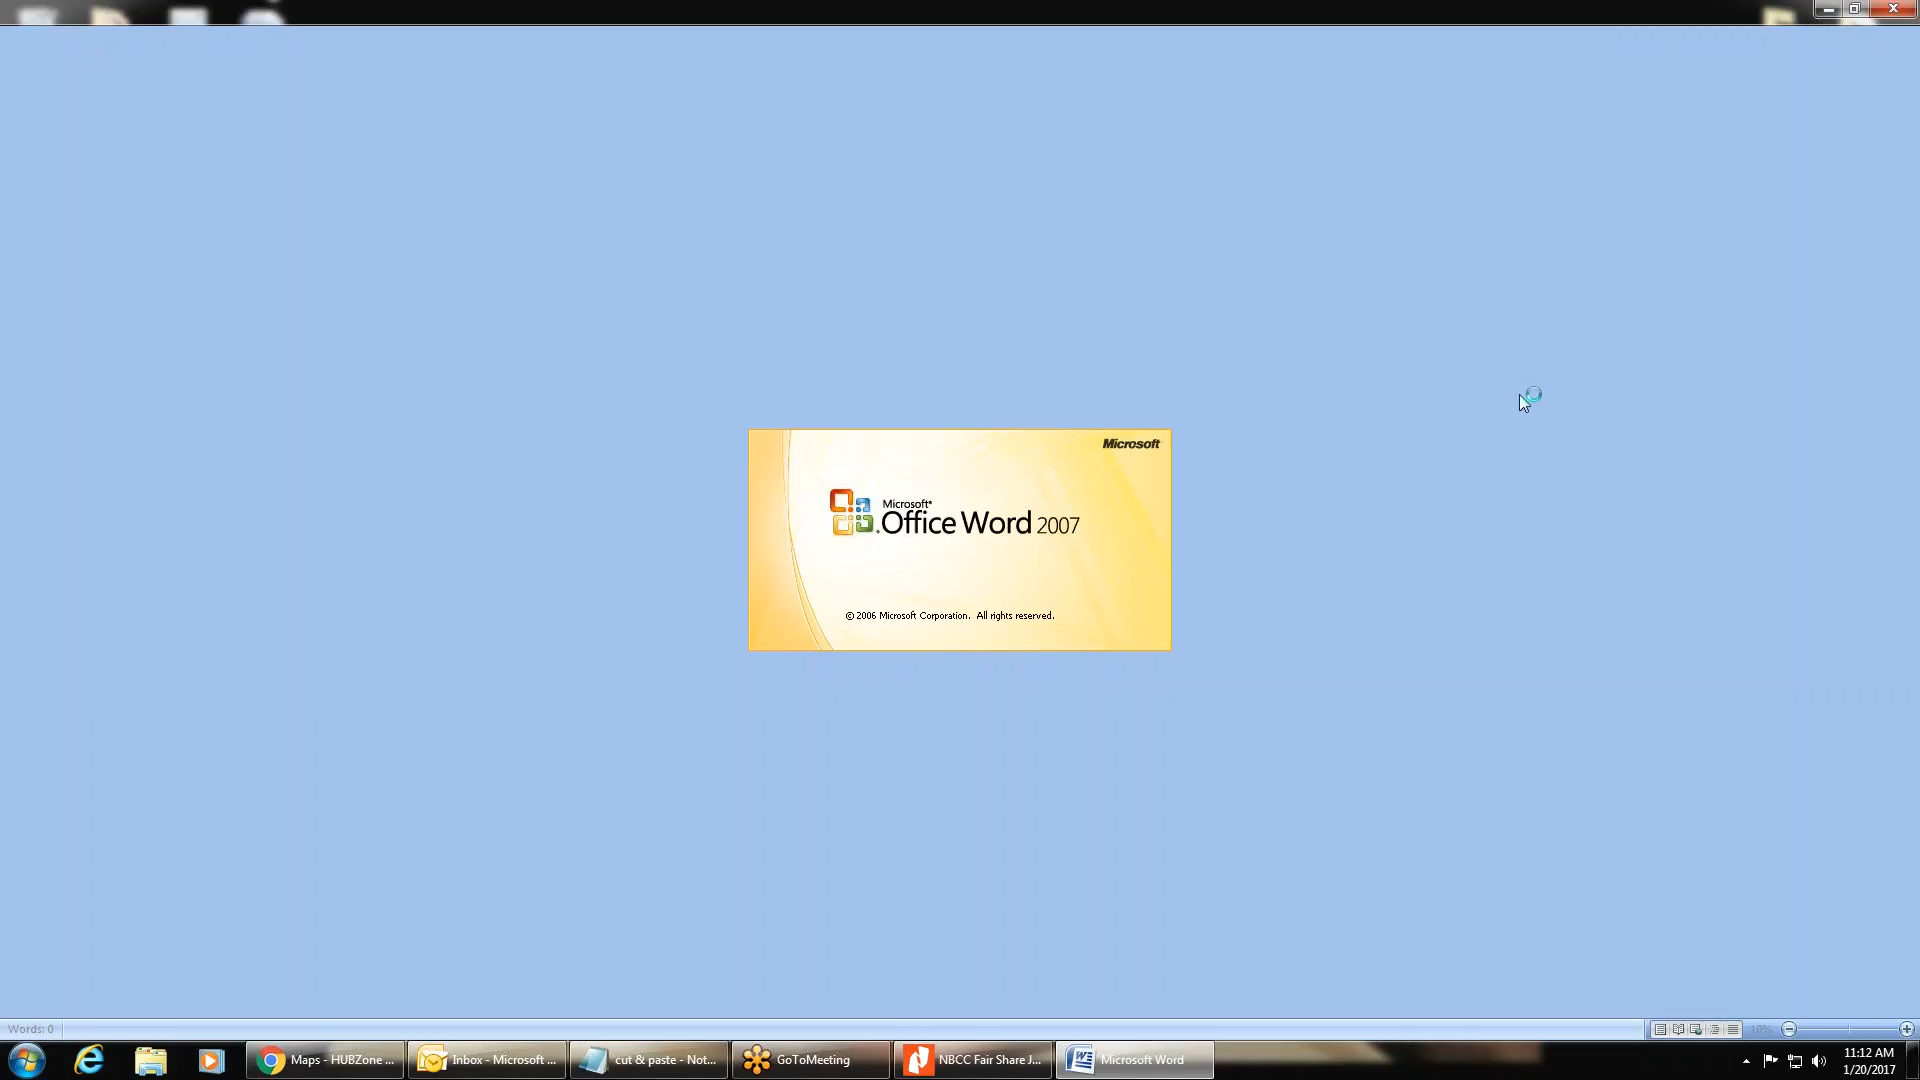 Microsoft
Microsoft®
Office Word 2007
© 2006 Microsoft Corporation. All rights reserved.
Words: 0
10%
Maps - HUBZone ...
Inbox - Microsoft ...
cut & paste - Not...
GoToMeeting
NBCC Fair Share J...
Microsoft Word
11:12 AM
1/20/2017